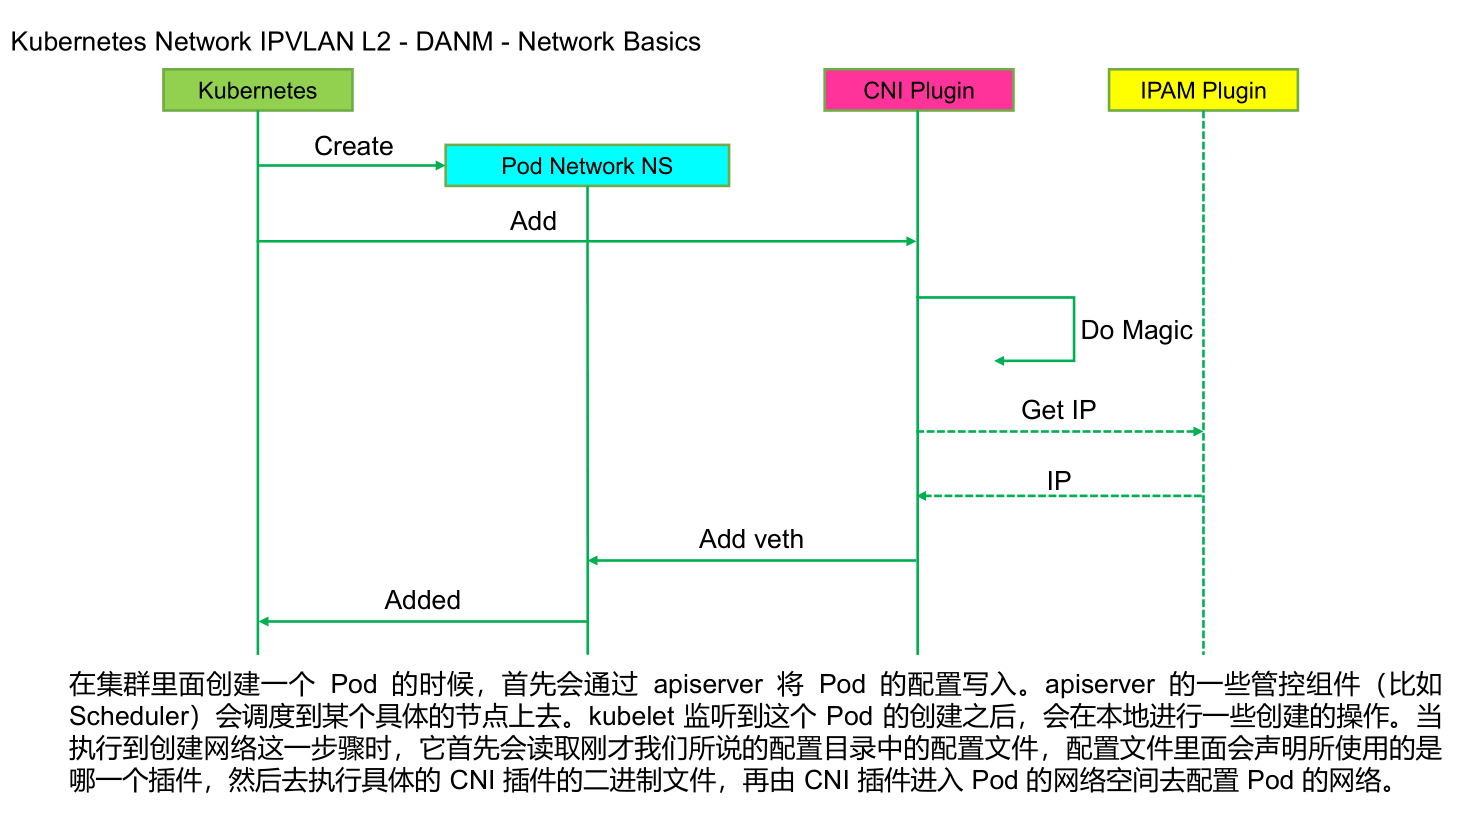 Kubernetes Network IPVLAN L2 - DANM - Network Basics
Kubernetes
CNI Plugin
IPAM Plugin
Create
Pod Network NS
Add
Do Magic
Get IP
IP
Add veth
Added
在集群里面创建一个 Pod 的时候，首先会通过 apiserver 将 Pod 的配置写入。apiserver 的一些管控组件（比如
Scheduler）会调度到某个具体的节点上去。kubelet 监听到这个 Pod 的创建之后，会在本地进行一些创建的操作。当
执行到创建网络这一步骤时，它首先会读取刚才我们所说的配置目录中的配置文件，配置文件里面会声明所使用的是
哪一个插件，然后去执行具体的 CNI 插件的二进制文件，再由 CNI 插件进入 Pod 的网络空间去配置 Pod 的网络。